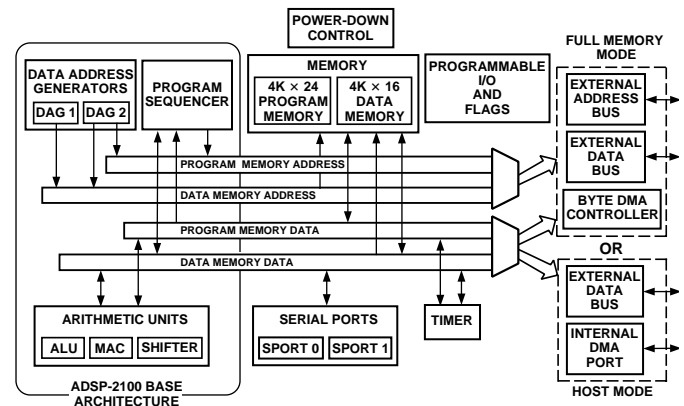 POWER-DOWN
CONTROL
FULL MEMORY
MODE
DATA ADDRESS
GENERATORS
DAG 1
DAG 2
PROGRAM
SEQUENCER
MEMORY
4K × 24
PROGRAM
MEMORY
4K × 16
DATA
MEMORY
PROGRAMMABLE
I/O
AND
FLAGS
EXTERNAL
ADDRESS
BUS
EXTERNAL
DATA
BUS
BYTE DMA
CONTROLLER
PROGRAM MEMORY ADDRESS
DATA MEMORY ADDRESS
PROGRAM MEMORY DATA
DATA MEMORY DATA
OR
EXTERNAL
DATA
BUS
INTERNAL
DMA
PORT
HOST MODE
ARITHMETIC UNITS
ALU
MAC
SHIFTER
SERIAL PORTS
SPORT 0
SPORT 1
TIMER
ADSP-2100 BASE
ARCHITECTURE